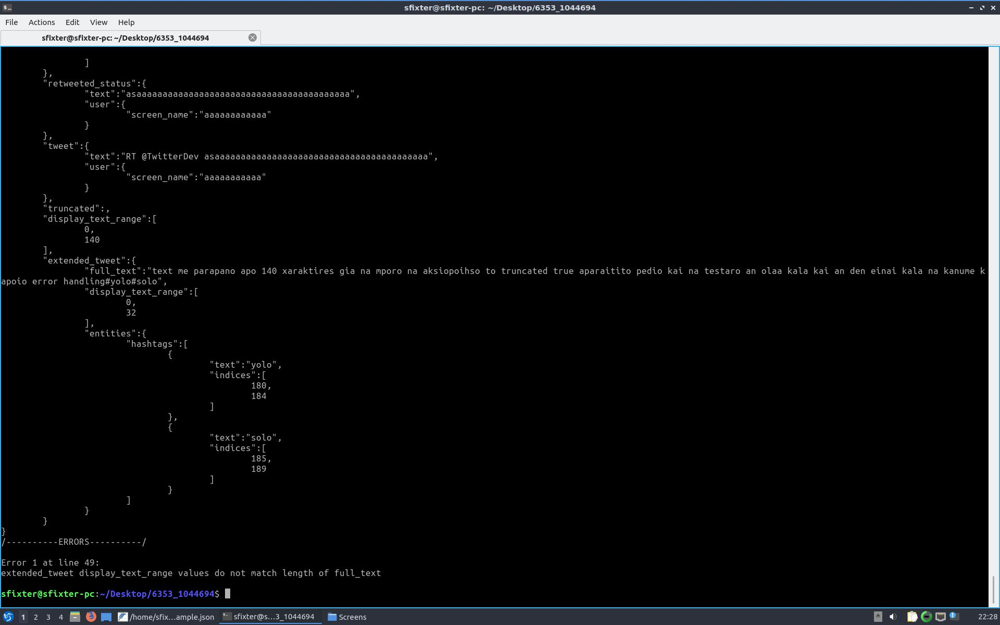 sfixter@sfixter-pc: ~/Desktop/6353_1044694
File Actions Edit View Help
sfixter@sfixter-pc: ~/Desktop/6353_1044694
]
},
"retweeted_status":{
"text":"asaaaaaaaaaaaaaaaaaaaaaaaaaaaaaaaaaaaaaaaaa",
"user":{
"screen_name":"aaaaaaaaaaaa"
}
},
"tweet":{
"text":"RT @TwitterDev asaaaaaaaaaaaaaaaaaaaaaaaaaaaaaaaaaaaaaaaaa",
"user":{
"screen_name":"aaaaaaaaaaa"
}
},
"truncated":,
"display_text_range":[
0,
140
],
"extended_tweet":{
"full_text":"text me parapano apo 140 xaraktires gia na mporo na aksiopoihso to truncated true aparaitito pedio kai na testaro an olaa kala kai an den einai kala na kanume k
apoio error handling#yolo#solo",
"display_text_range":[
0,
32
],
"entities":{
"hashtags":[
{
"text":"yolo",
"indices":[
180,
184
]
},
{
"text":"solo",
"indices":[
185,
189
]
}
]
}
}
}
/----------ERRORS----------/
Error 1 at line 49:
extended_tweet display_text_range values do not match length of full_text
sfixter@sfixter-pc:~/Desktop/6353_1044694$
1 2 3 4 /home/sfix...ample.json sfixter@s...3_1044694 Screens 22:28